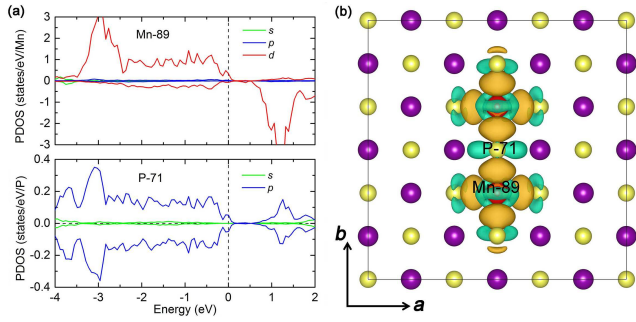 (a)
PDOS (states/eV/Mn)
3
2
1
0
1
2
3
Mn-89
s
p
d
PDOS (states/eV/P)
0.4
0.2
0.0
-0.2
-0.4
P-71
s
p
-4 -3 -2 -1 0 1 2
Energy (eV)
(b)
P-71
Mn-89
b
a